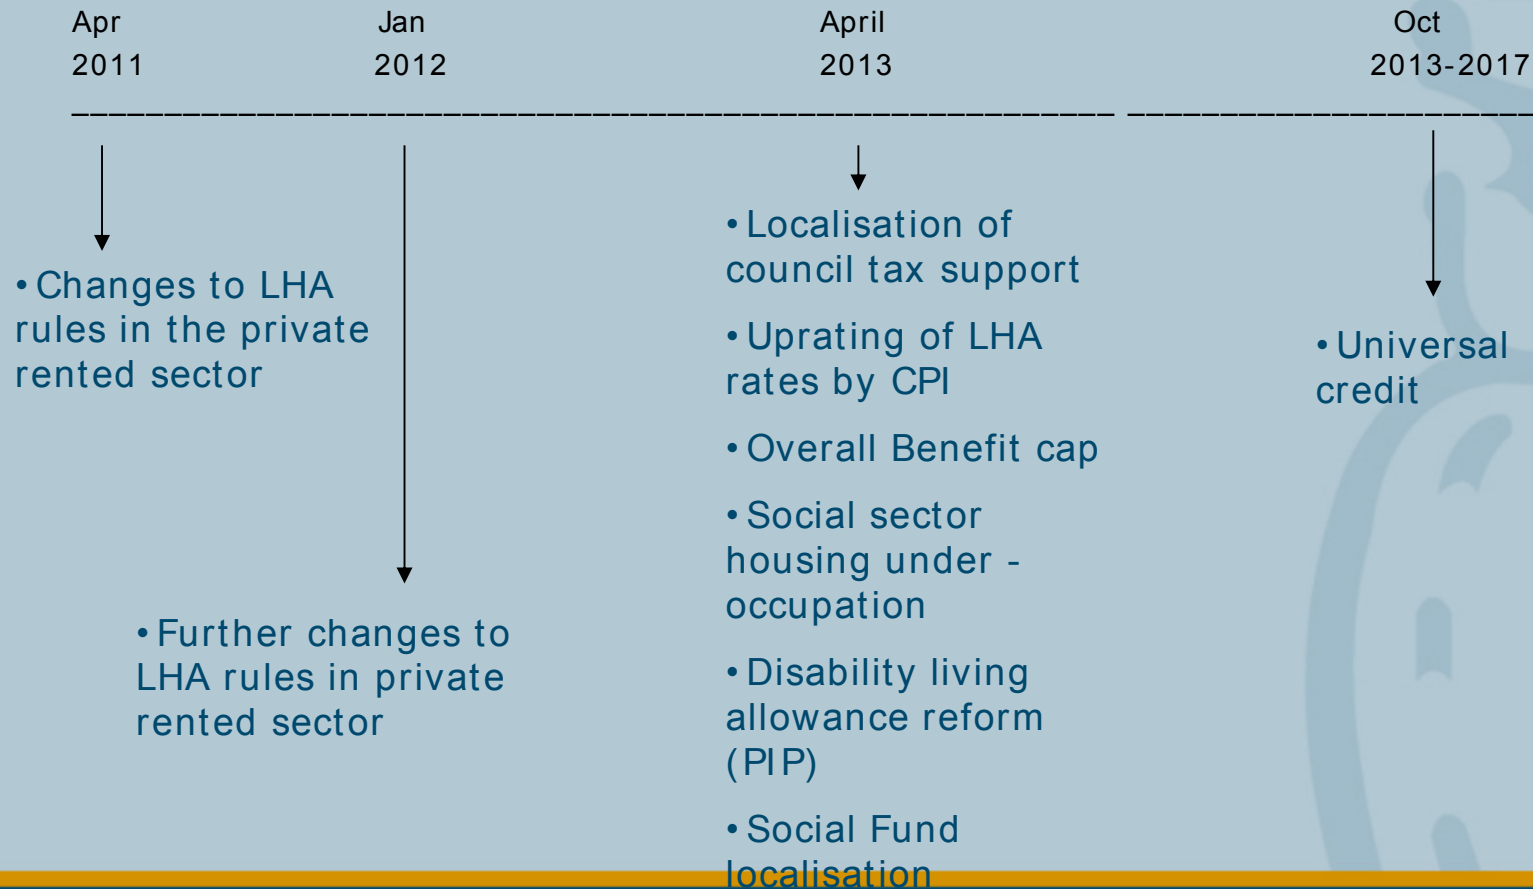 Apr
2011
Jan
2012
April
2013
Oct
2013-2017
• Changes to LHA
rules in the private
rented sector
• Further changes to
LHA rules in private
rented sector
• Localisation of
council tax support
• Uprating of LHA
rates by CPI
• Overall Benefit cap
• Social sector
housing under -
occupation
• Disability living
allowance reform
(PIP)
• Social Fund
localisation
• Universal
credit